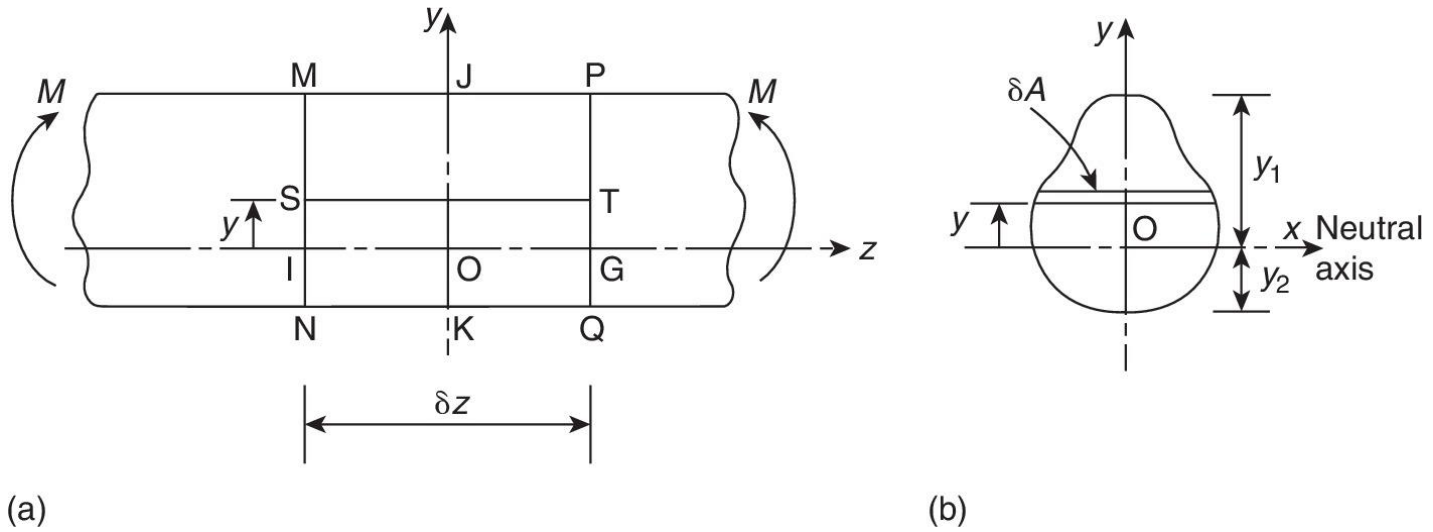 y
M J P
M M
S T
y
z
I O G
N K Q
δz
(a)
y
δA
y₁
y
O
x Neutral
axis
y₂
(b)